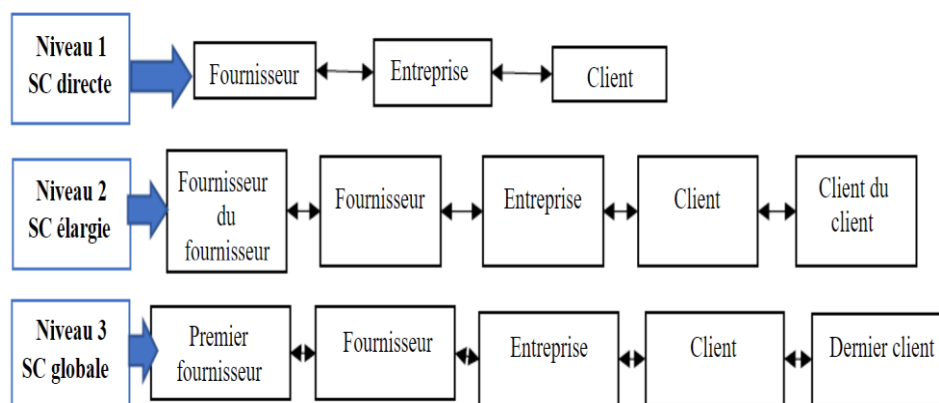 Niveau 1
SC directe
Fournisseur
Entreprise
Client
Niveau 2
SC élargie
Fournisseur
du
fournisseur
Fournisseur
Entreprise
Client
Client du
client
Niveau 3
SC globale
Premier
fournisseur
Fournisseur
Entreprise
Client
Dernier client